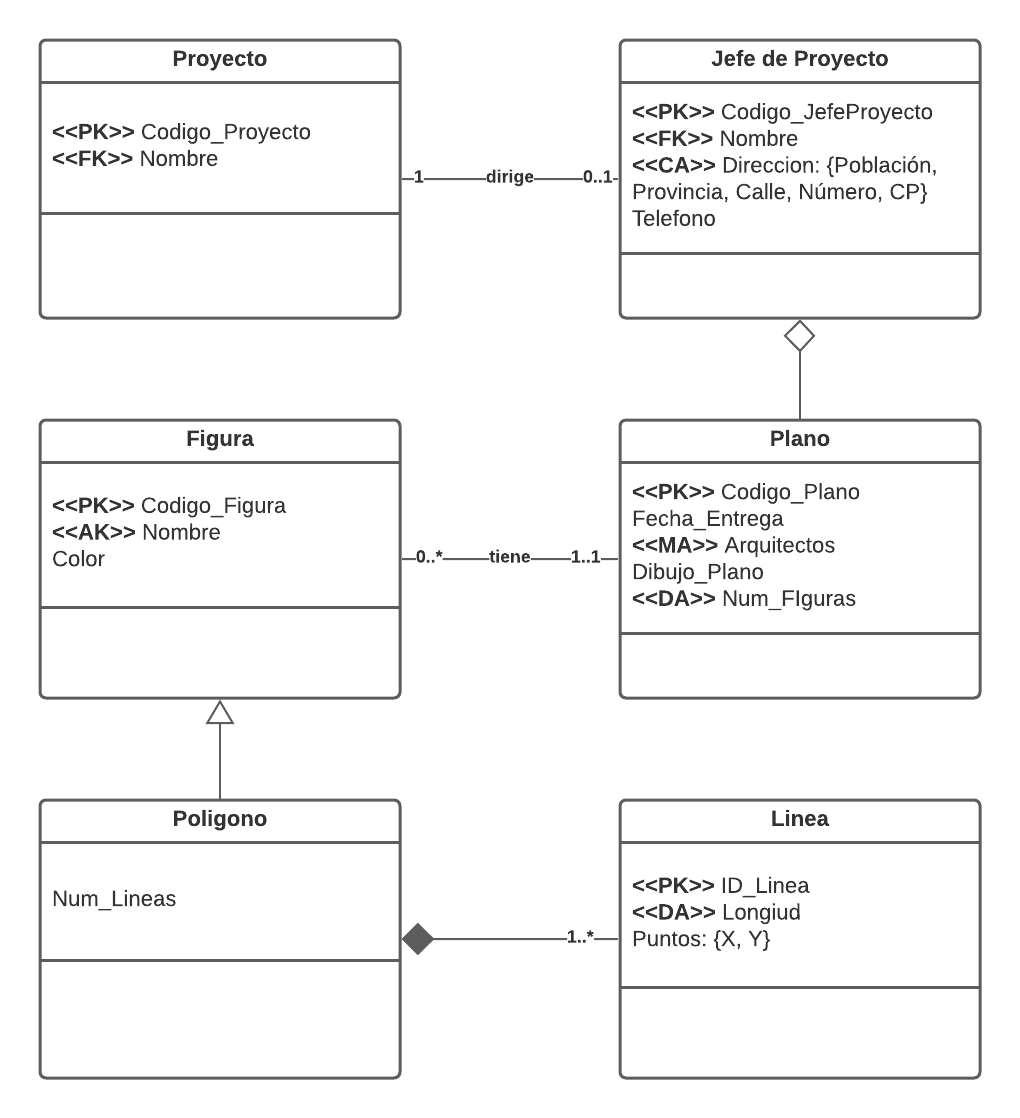 Proyecto
<<PK>> Codigo_Proyecto
<<FK>> Nombre
1
dirige
0..1
Jefe de Proyecto
<<PK>> Codigo_JefeProyecto
<<FK>> Nombre
<<CA>> Direccion: {Población,
Provincia, Calle, Número, CP}
Telefono
Figura
<<PK>> Codigo_Figura
<<AK>> Nombre
Color
0..*
tiene
1..1
Plano
<<PK>> Codigo_Plano
Fecha_Entrega
<<MA>> Arquitectos
Dibujo_Plano
<<DA>> Num_FIguras
Poligono
Num_Lineas
1..*
Linea
<<PK>> ID_Linea
<<DA>> Longiud
Puntos: {X, Y}